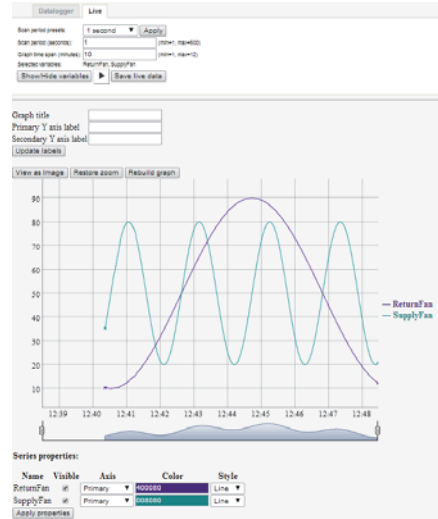 Datalogger Live
Scan period presets: 1 second Apply
Scan period (seconds): 1 (min=1, max=600)
Graph time span (minutes): 10 (min=1, max=12)
Selected variables: ReturnFan, SupplyFan
Show/Hide variables Save live data
Graph title
Primary Y axis label
Secondary Y axis label
Update labels
View as Image Restore zoom Rebuild graph
90
80
70
60
50
40
30
20
10
ReturnFan
SupplyFan
12:39 12:40 12:41 12:42 12:43 12:44 12:45 12:46 12:47 12:48
Series properties:
Name Visible Axis Color Style
ReturnFan Primary 400080 Line
SupplyFan Primary 008080 Line
Apply properties